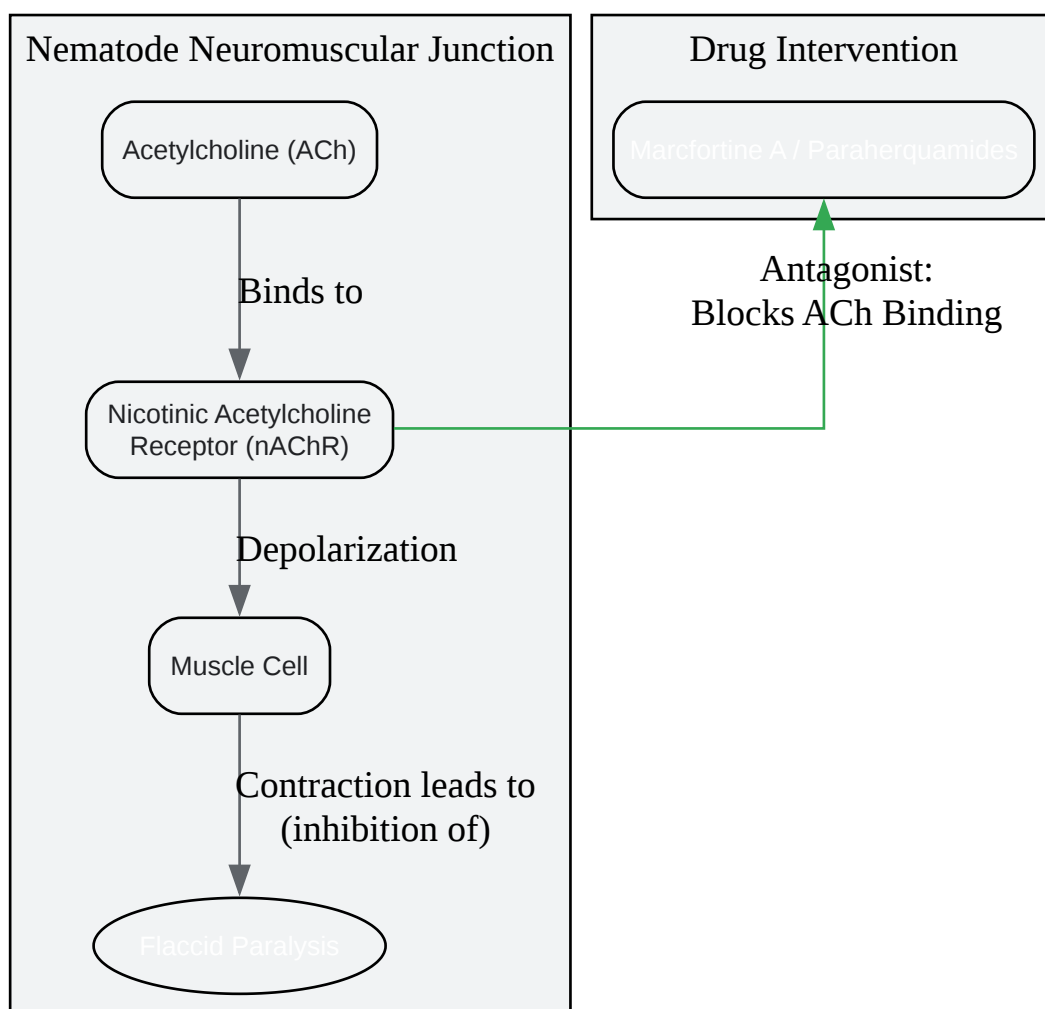 Nematode Neuromuscular Junction
Acetylcholine (ACh)
Binds to
Nicotinic Acetylcholine
Receptor (nAChR)
Depolarization
Muscle Cell
Contraction leads to
(inhibition of)
Flaccid Paralysis
Drug Intervention
Marcfortine A / Paraherquamides
Antagonist:
Blocks ACh Binding